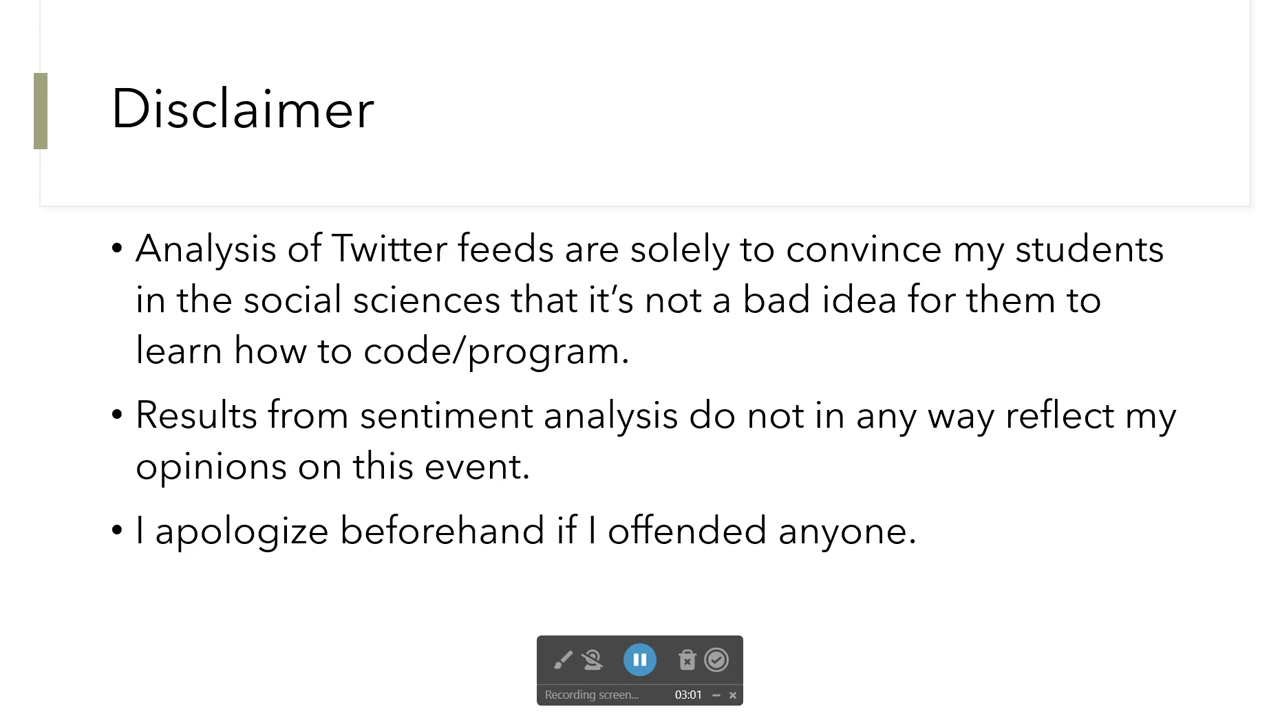 Disclaimer
• Analysis of Twitter feeds are solely to convince my students
in the social sciences that it’s not a bad idea for them to
learn how to code/program.
• Results from sentiment analysis do not in any way reflect my
opinions on this event.
• I apologize beforehand if I offended anyone.
Recording screen... 03:01